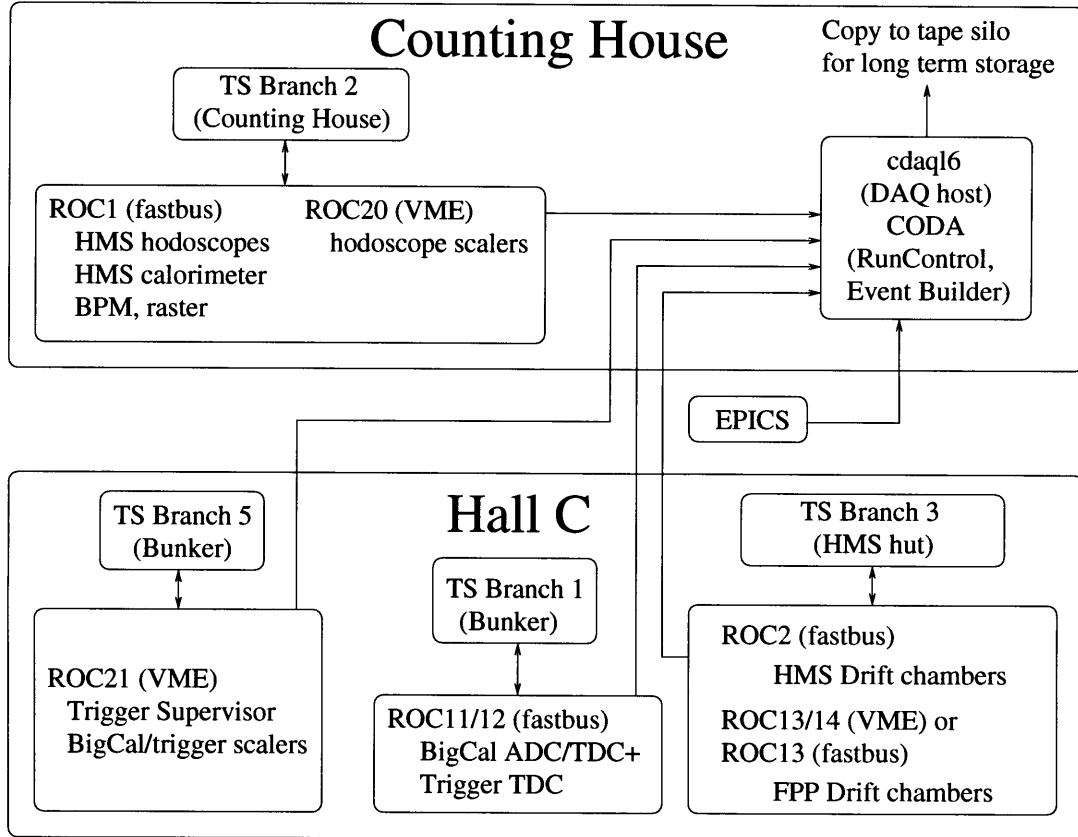 Counting House
Copy to tape silo
for long term storage
TS Branch 2
(Counting House)
ROC1 (fastbus)
HMS hodoscopes
HMS calorimeter
BPM, raster
ROC20 (VME)
hodoscope scalers
cdaql6
(DAQ host)
CODA
(RunControl,
Event Builder)
EPICS
Hall C
TS Branch 5
(Bunker)
ROC21 (VME)
Trigger Supervisor
BigCal/trigger scalers
TS Branch 1
(Bunker)
ROC11/12 (fastbus)
BigCal ADC/TDC+
Trigger TDC
TS Branch 3
(HMS hut)
ROC2 (fastbus)
HMS Drift chambers
ROC13/14 (VME) or
ROC13 (fastbus)
FPP Drift chambers